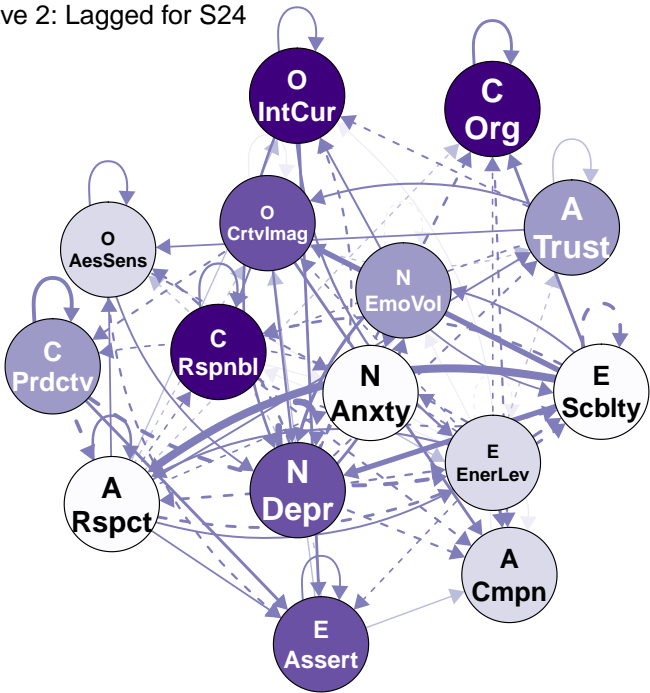 ve 2: Lagged for S24
O
IntCur
C
Org
O
CrtvImag
A
Trust
O
AesSens
N
EmoVol
C
Prdctv
C
Rspnbl
N
Anxty
E
Scblty
E
EnerLev
N
Depr
A
Rspct
A
Cmpn
E
Assert